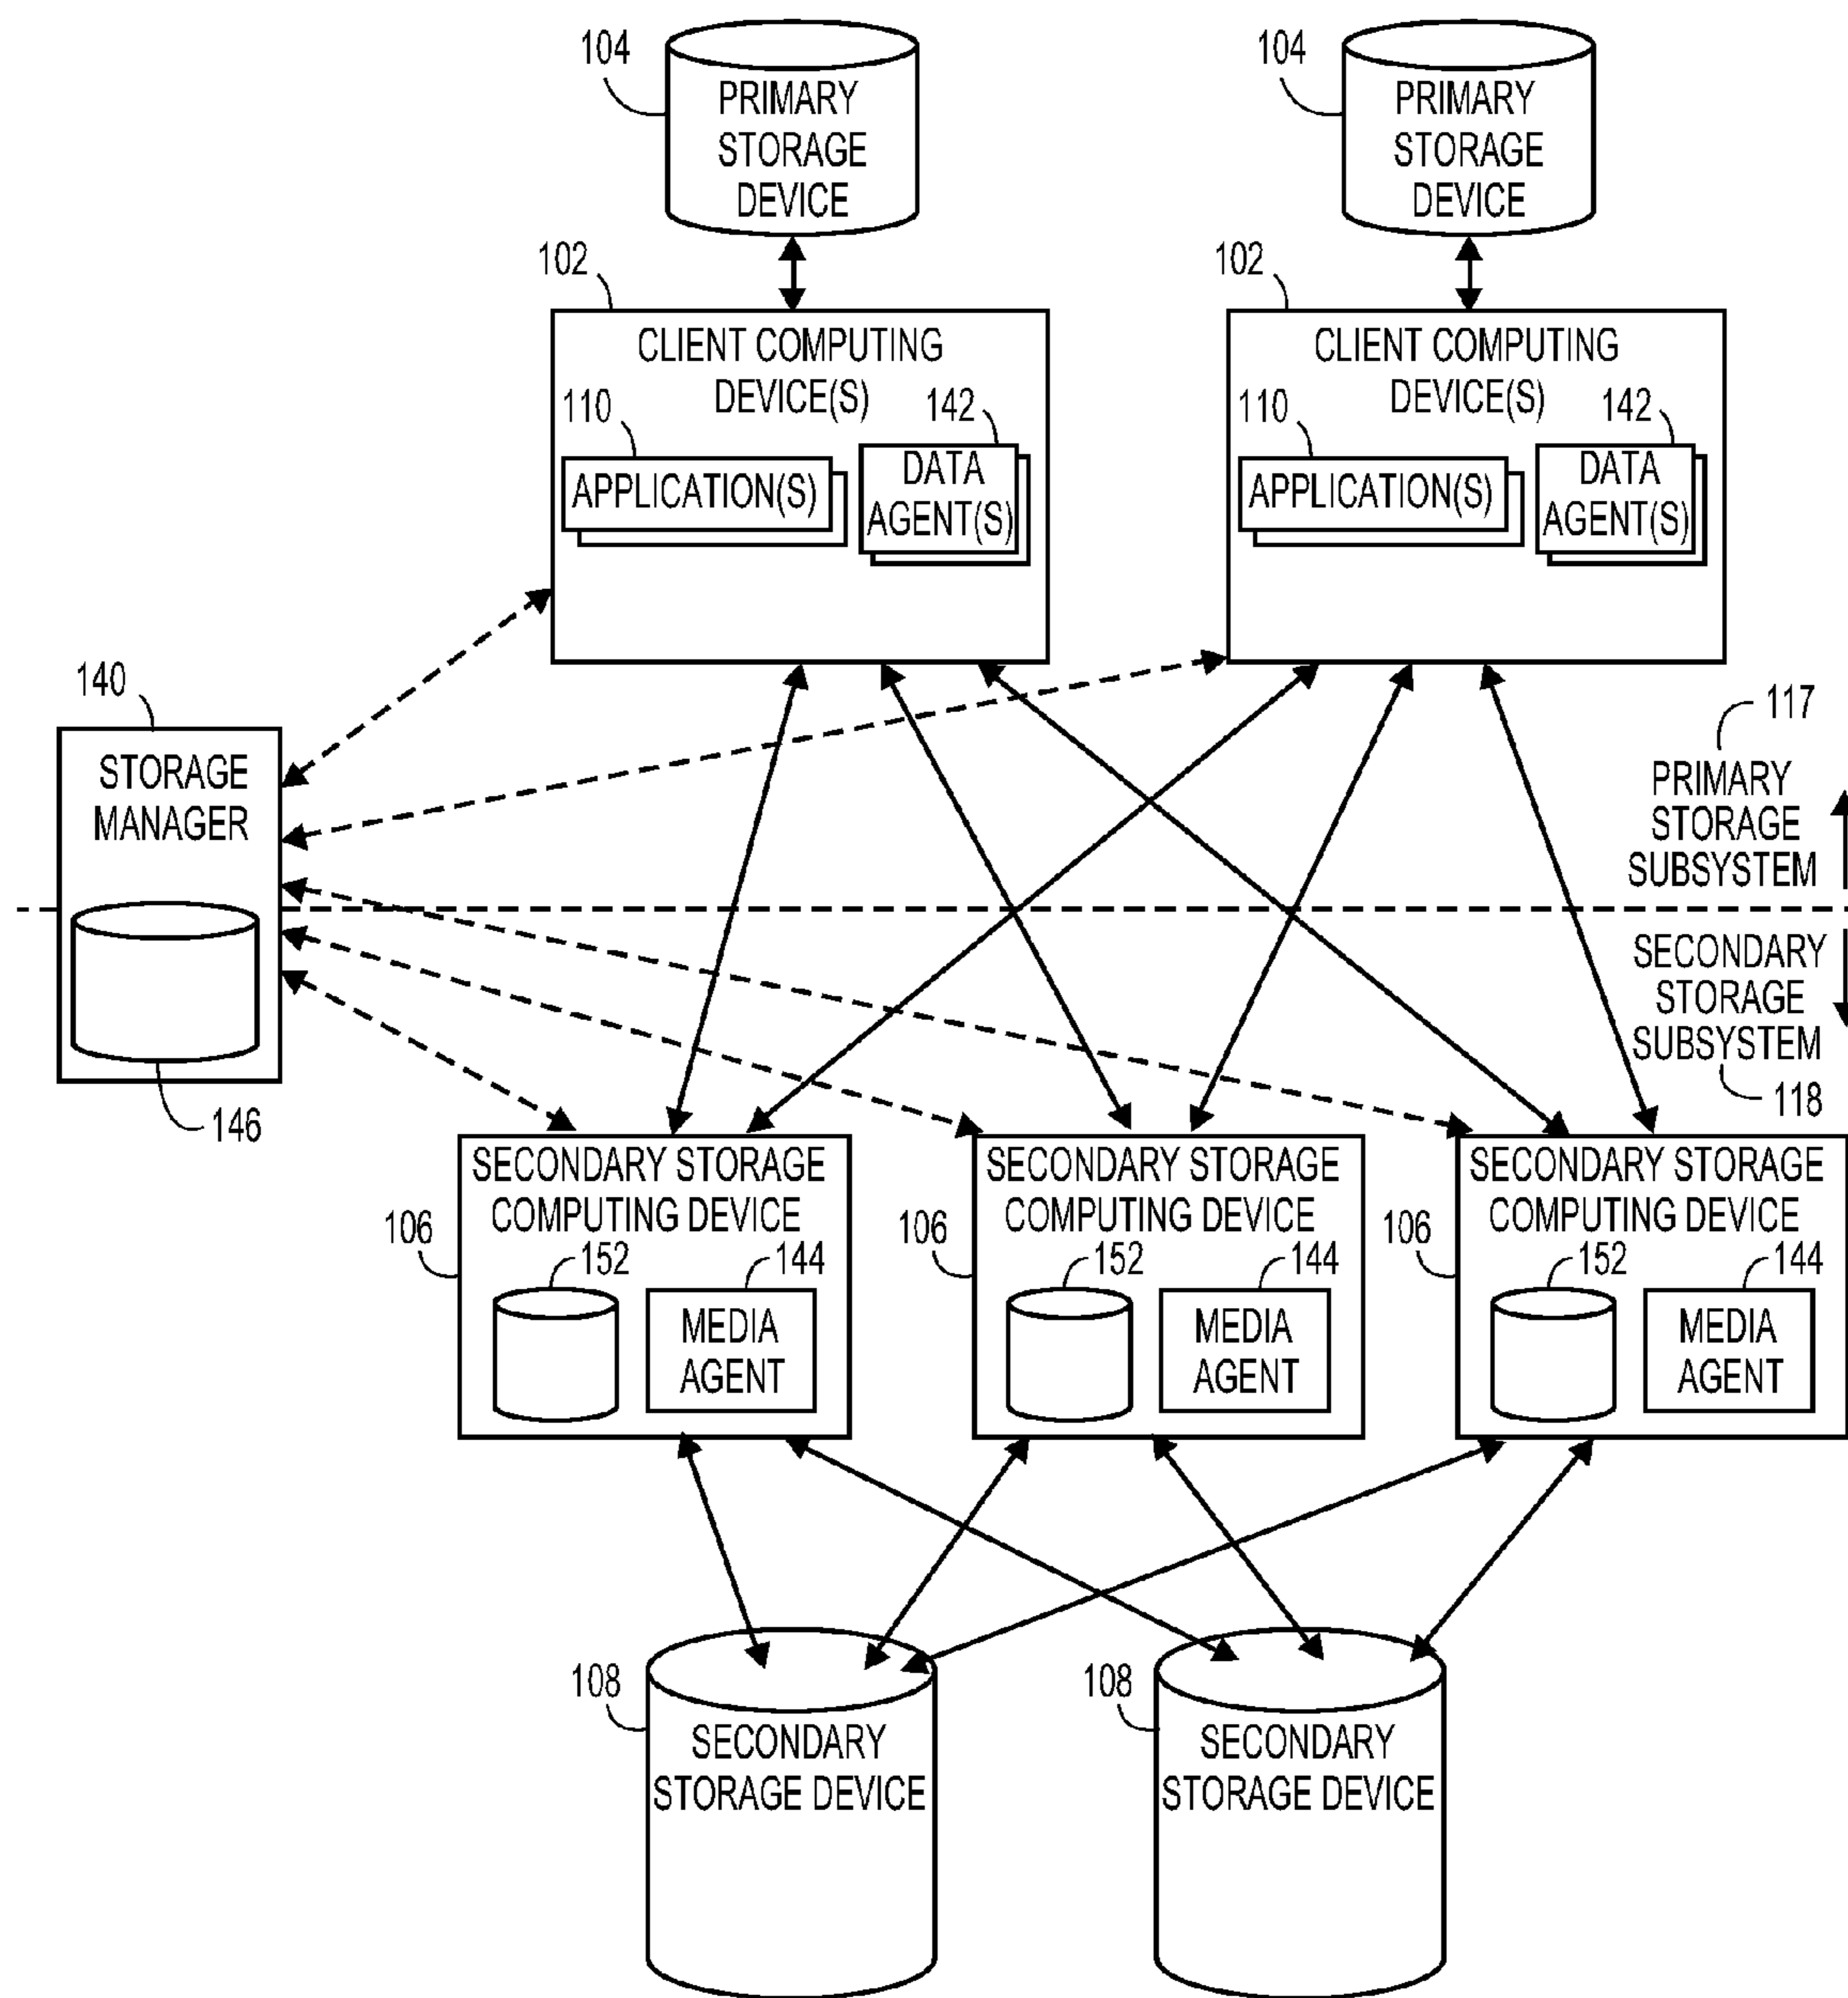 104
PRIMARY
STORAGE
DEVICE
104
PRIMARY
STORAGE
DEVICE
102
CLIENT COMPUTING
DEVICE(S)
110
142
APPLICATION(S)
DATA
AGENT(S)
102
CLIENT COMPUTING
DEVICE(S)
110
142
APPLICATION(S)
DATA
AGENT(S)
140
STORAGE
MANAGER
146
117
PRIMARY
STORAGE
SUBSYSTEM
SECONDARY
STORAGE
SUBSYSTEM
118
106
SECONDARY STORAGE
COMPUTING DEVICE
152
144
MEDIA
AGENT
106
SECONDARY STORAGE
COMPUTING DEVICE
152
144
MEDIA
AGENT
106
SECONDARY STORAGE
COMPUTING DEVICE
152
144
MEDIA
AGENT
108
SECONDARY
STORAGE DEVICE
108
SECONDARY
STORAGE DEVICE